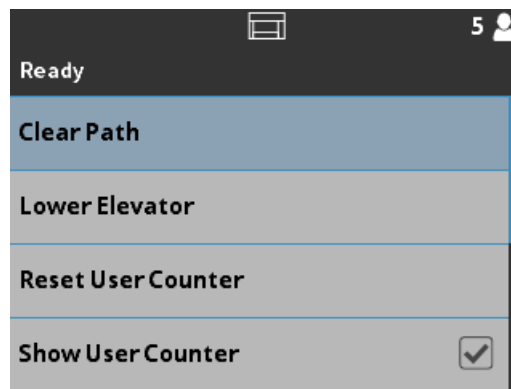 5
Ready
Clear Path
Lower Elevator
Reset User Counter
Show User Counter